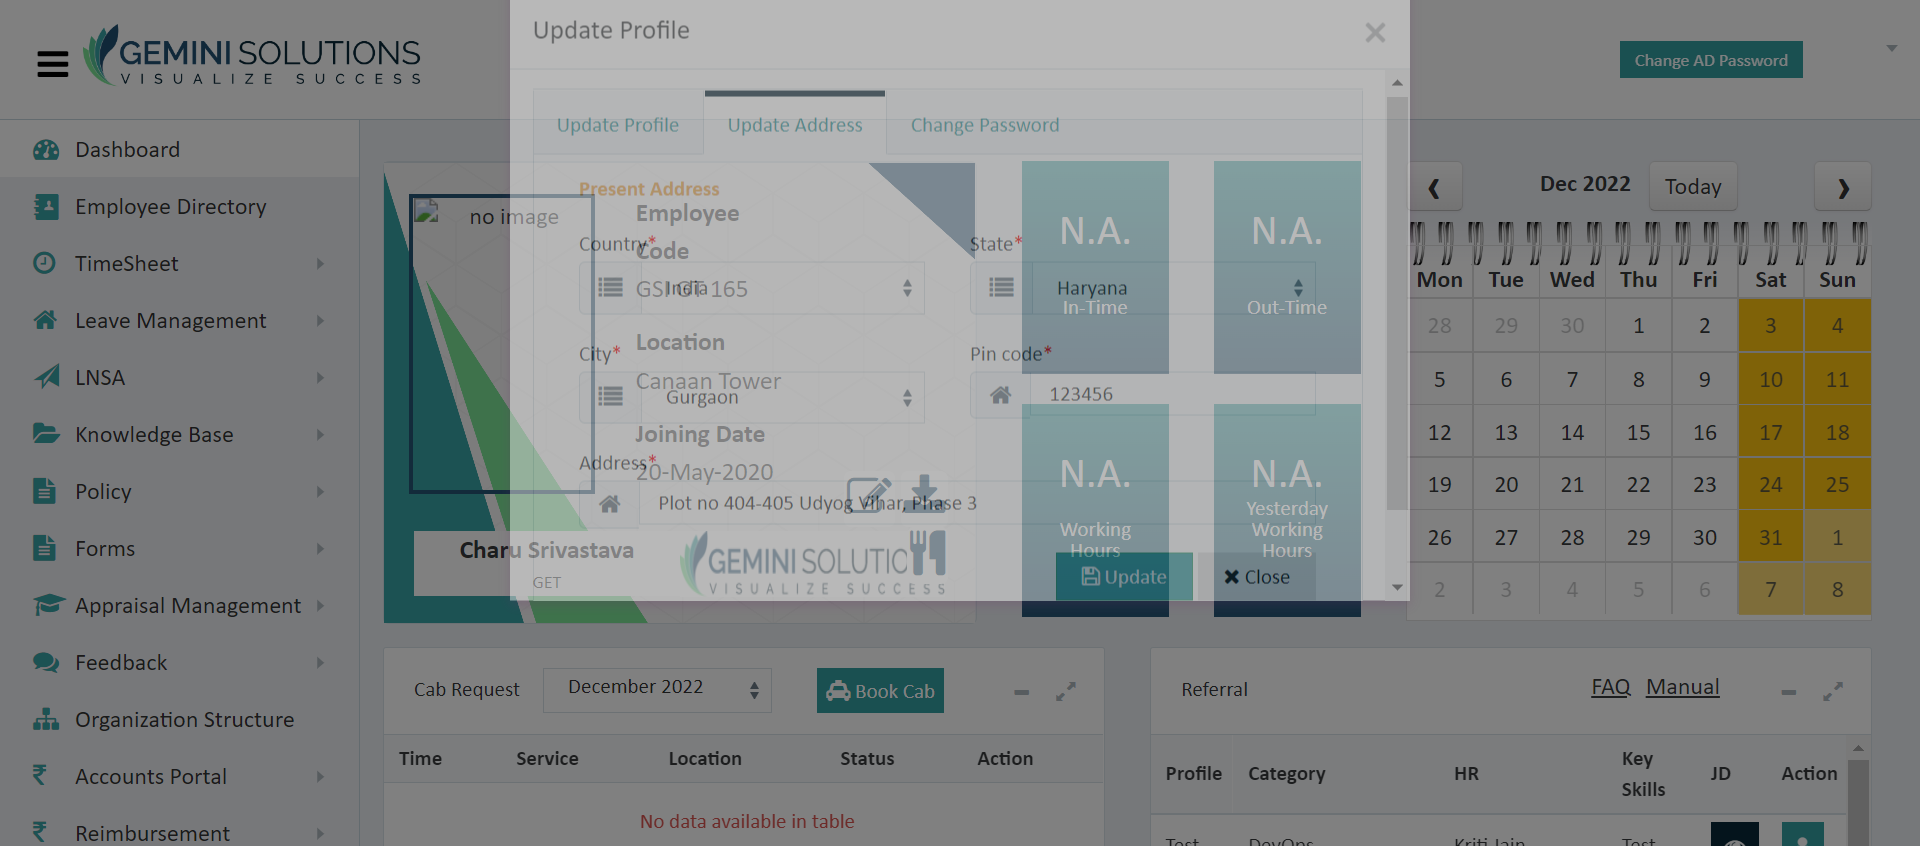 GEMINI SOLUTIONS
VISUALIZE SUCCESS
Change AD Password
Dashboard
Employee Directory
TimeSheet
Leave Management
LNSA
Knowledge Base
Policy
Forms
Appraisal Management
Feedback
Organization Structure
Accounts Portal
Reimbursement
Update Profile
Update Profile
Update Address
Change Password
Present Address
Country*
India
State*
Haryana
City*
Gurgaon
Pin code*
123456
Address*
Plot no 404-405 Udyog Vihar, Phase 3
Update
Close
no image
Employee
Code
GSI GT 165
Location
Canaan Tower
Joining Date
20-May-2020
Charu Srivastava
GET
GEMINI SOLUTIONS
VISUALIZE SUCCESS
N.A.
In-Time
N.A.
Out-Time
N.A.
Working
Hours
N.A.
Yesterday
Working
Hours
Dec 2022
Today
Mon Tue Wed Thu Fri Sat Sun
28 29 30 1 2 3 4
5 6 7 8 9 10 11
12 13 14 15 16 17 18
19 20 21 22 23 24 25
26 27 28 29 30 31 1
2 3 4 5 6 7 8
Cab Request
December 2022
Book Cab
Time Service Location Status Action
No data available in table
Referral
FAQ Manual
Profile Category HR Key Skills JD Action
Test DevOps Kriti Jain Test